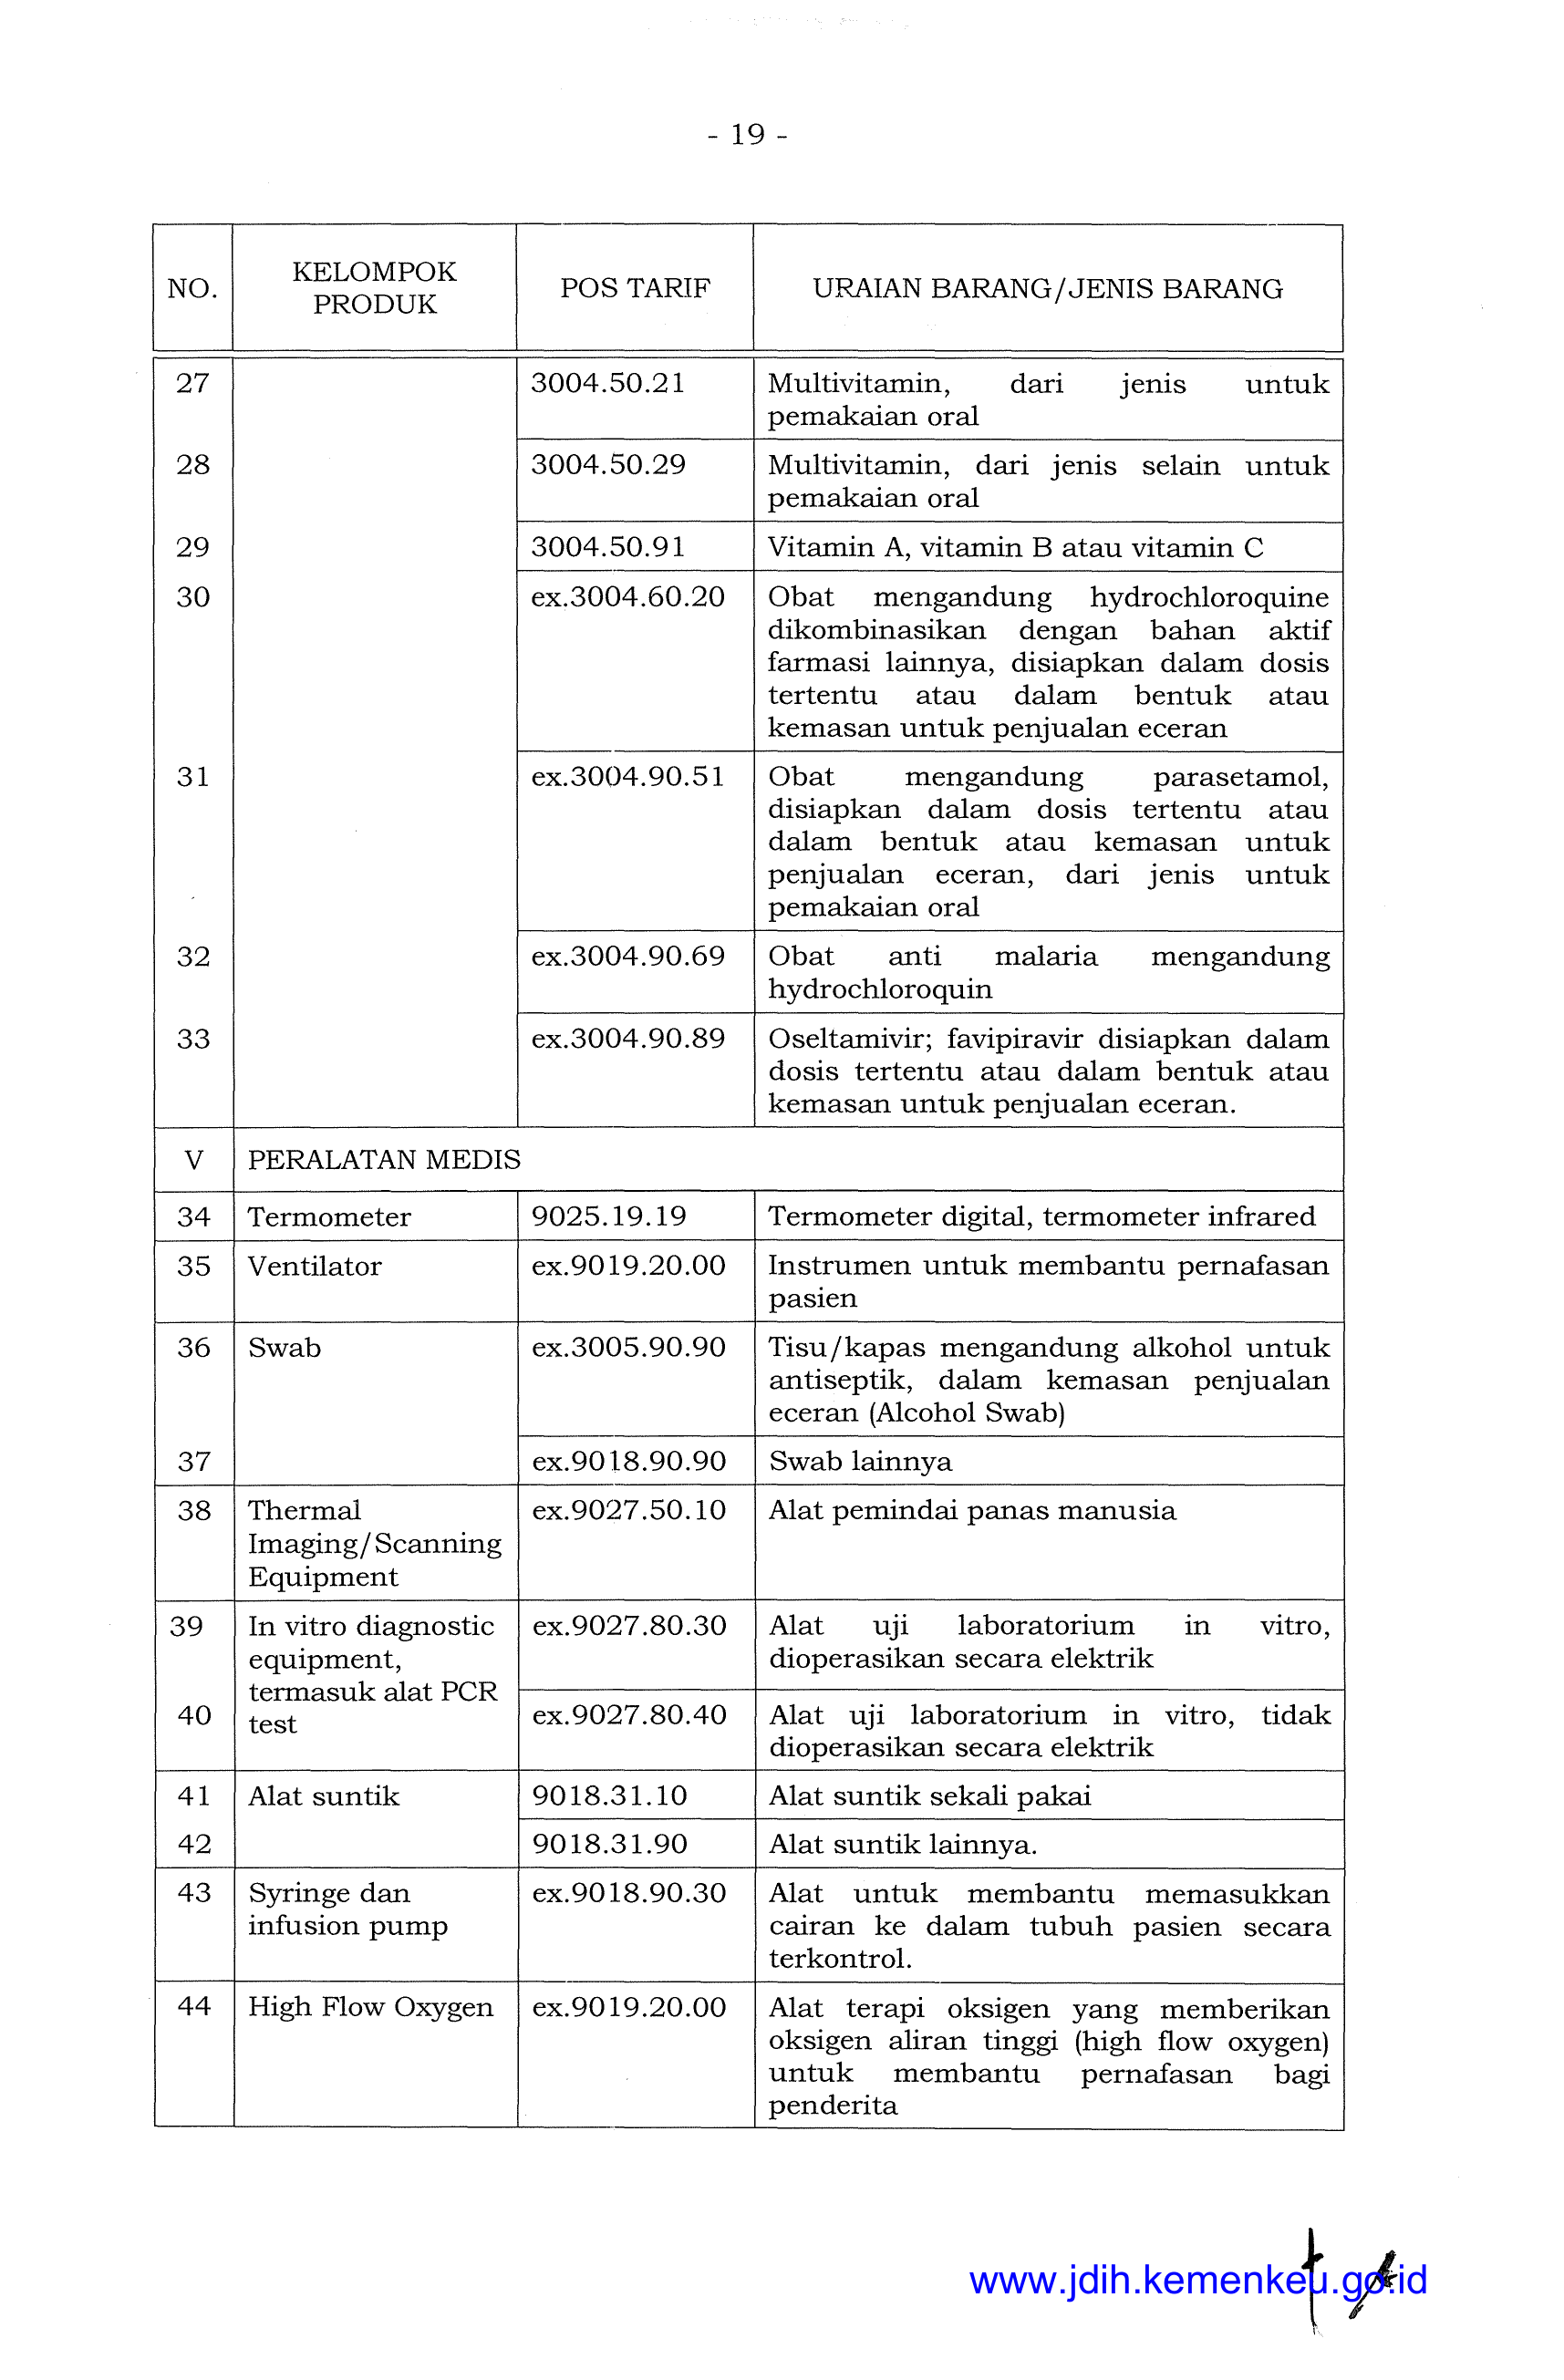 - 19 -
NO.
KELOMPOK
PRODUK
POS TARIF
URAIAN BARANG/JENIS BARANG
27
3004.50.21
Multivitamin, dari jenis untuk
pemakaian oral
28
3004.50.29
Multivitamin, dari jenis selain untuk
pemakaian oral
29
3004.50.91
Vitamin A, vitamin B atau vitamin C
30
ex.3004.60.20
Obat mengandung hydrochloroquine
dikombinasikan dengan bahan aktif
farmasi lainnya, disiapkan dalam dosis
tertentu atau dalam bentuk atau
kemasan untuk penjualan eceran
31
ex.3004.90.51
Obat mengandung parasetamol,
disiapkan dalam dosis tertentu atau
dalam bentuk atau kemasan untuk
penjualan eceran, dari jenis untuk
pemakaian oral
32
ex.3004.90.69
Obat anti malaria mengandung
hydrochloroquin
33
ex.3004.90.89
Oseltamivir; favipiravir disiapkan dalam
dosis tertentu atau dalam bentuk atau
kemasan untuk penjualan eceran.
V
PERALATAN MEDIS
34
Termometer
9025.19.19
Termometer digital, termometer infrared
35
Ventilator
ex.9019.20.00
Instrumen untuk membantu pernafasan
pasien
36
Swab
ex.3005.90.90
Tisu/kapas mengandung alkohol untuk
antiseptik, dalam kemasan penjualan
eceran (Alcohol Swab)
37
ex.9018.90.90
Swab lainnya
38
Thermal
Imaging/Scanning
Equipment
ex.9027.50.10
Alat pemindai panas manusia
39
In vitro diagnostic
equipment,
termasuk alat PCR
test
ex.9027.80.30
Alat uji laboratorium in vitro,
dioperasikan secara elektrik
40
ex.9027.80.40
Alat uji laboratorium in vitro, tidak
dioperasikan secara elektrik
41
Alat suntik
9018.31.10
Alat suntik sekali pakai
42
9018.31.90
Alat suntik lainnya.
43
Syringe dan
infusion pump
ex.9018.90.30
Alat untuk membantu memasukkan
cairan ke dalam tubuh pasien secara
terkontrol.
44
High Flow Oxygen
ex.9019.20.00
Alat terapi oksigen yang memberikan
oksigen aliran tinggi (high flow oxygen)
untuk membantu pernafasan bagi
penderita
www.jdih.kemenkeu.go.id